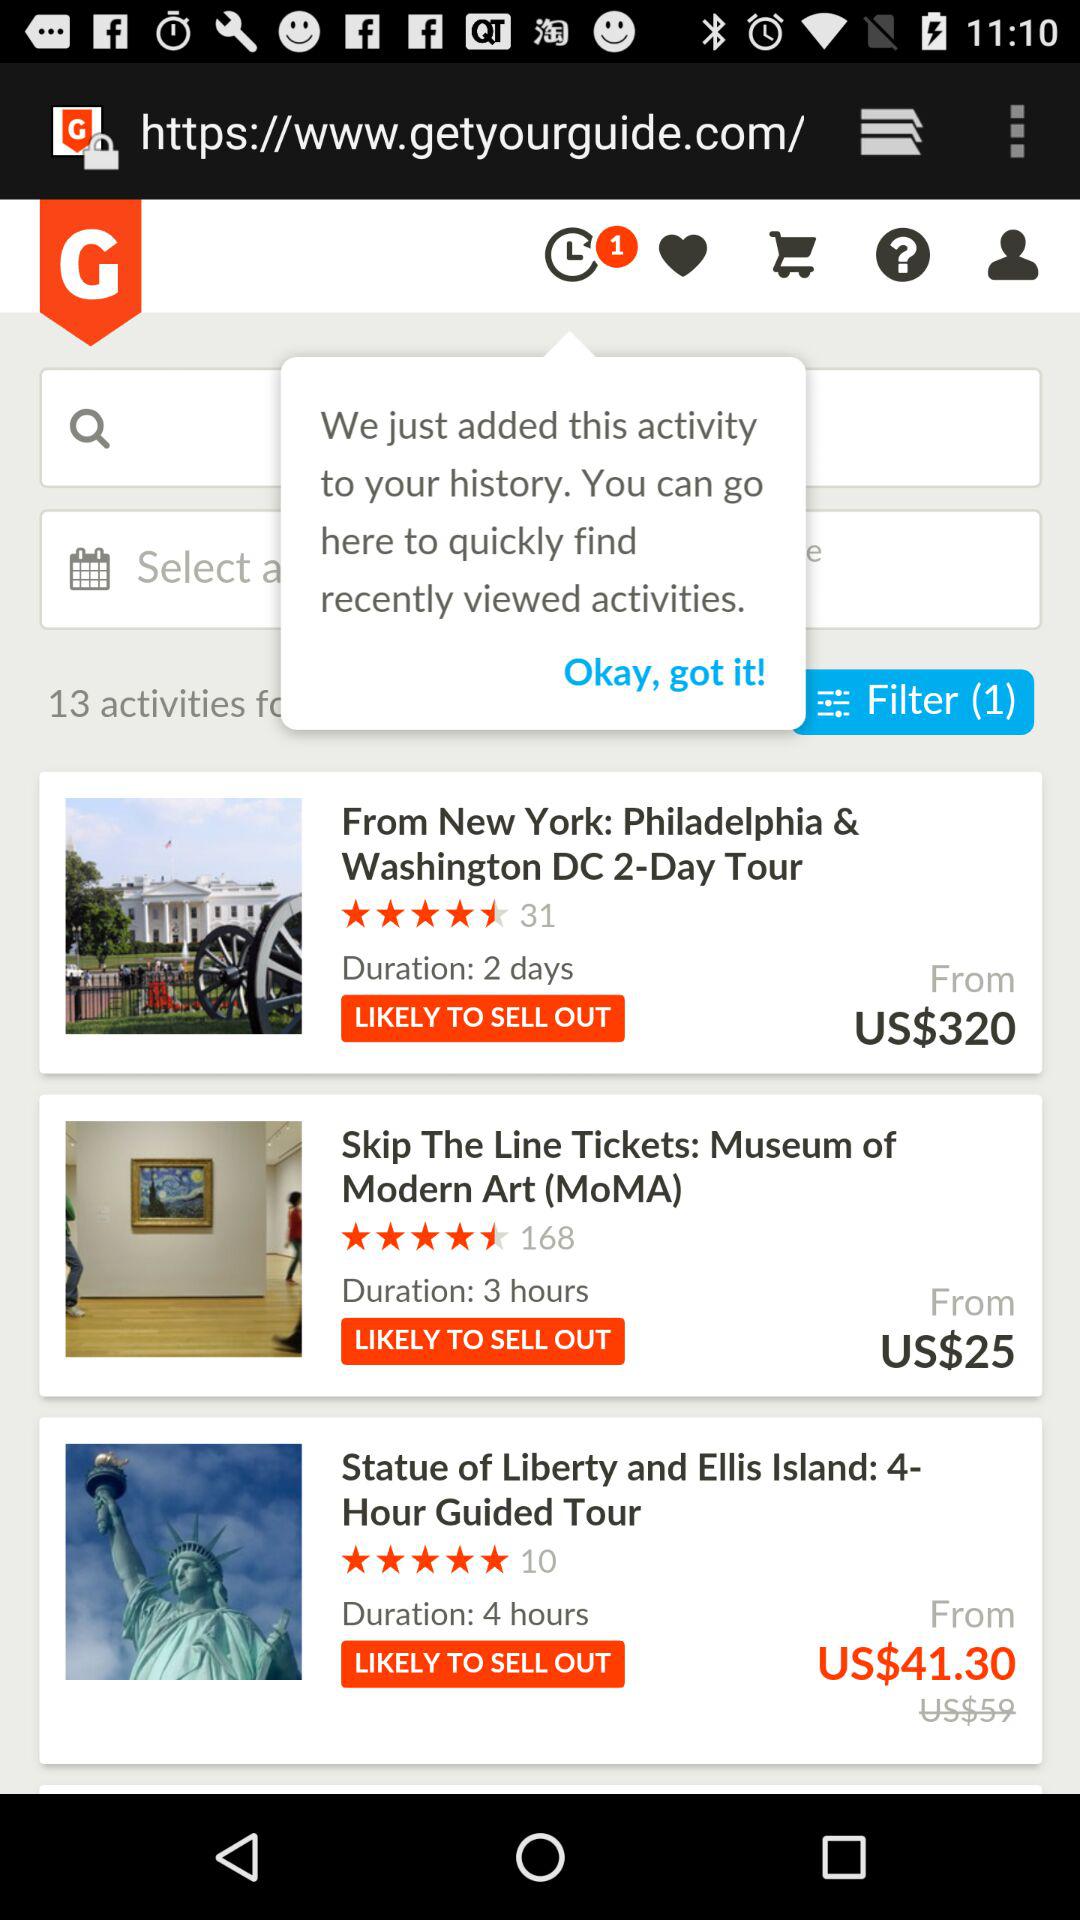 QT 淘 11:10
G https://www.getyourguide.com/
G 1
We just added this activity
to your history. You can go
here to quickly find
recently viewed activities.
Okay, got it!
Select a
13 activities fo
Filter (1)
From New York: Philadelphia &
Washington DC 2-Day Tour
31
Duration: 2 days
LIKELY TO SELL OUT
From
US$320
Skip The Line Tickets: Museum of
Modern Art (MoMA)
168
Duration: 3 hours
LIKELY TO SELL OUT
From
US$25
Statue of Liberty and Ellis Island: 4-
Hour Guided Tour
10
Duration: 4 hours
LIKELY TO SELL OUT
From
US$41.30
US$59